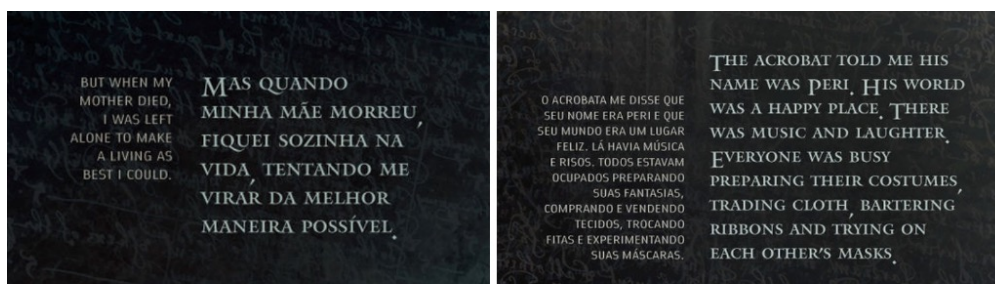 BUT WHEN MY
MOTHER DIED,
I WAS LEFT
ALONE TO MAKE
A LIVING AS
BEST I COULD.
MAS QUANDO
MINHA MÃE MORREU,
FIQUEI SOZINHA NA
VIDA, TENTANDO ME
VIRAR DA MELHOR
MANEIRA POSSÍVEL.
O ACROBATA ME DISSE QUE
SEU NOME ERA PERI E QUE
SEU MUNDO ERA UM LUGAR
FELIZ. LÁ HAVIA MÚSICA
E RISOS. TODOS ESTAVAM
OCUPADOS PREPARANDO
SUAS FANTASIAS,
COMPRANDO E VENDENDO
TECIDOS, TROCANDO
FITAS E EXPERIMENTANDO
SUAS MÁSCARAS.
THE ACROBAT TOLD ME HIS
NAME WAS PERI. HIS WORLD
WAS A HAPPY PLACE. THERE
WAS MUSIC AND LAUGHTER.
EVERYONE WAS BUSY
PREPARING THEIR COSTUMES,
TRADING CLOTH, BARTERING
RIBBONS AND TRYING ON
EACH OTHER'S MASKS.